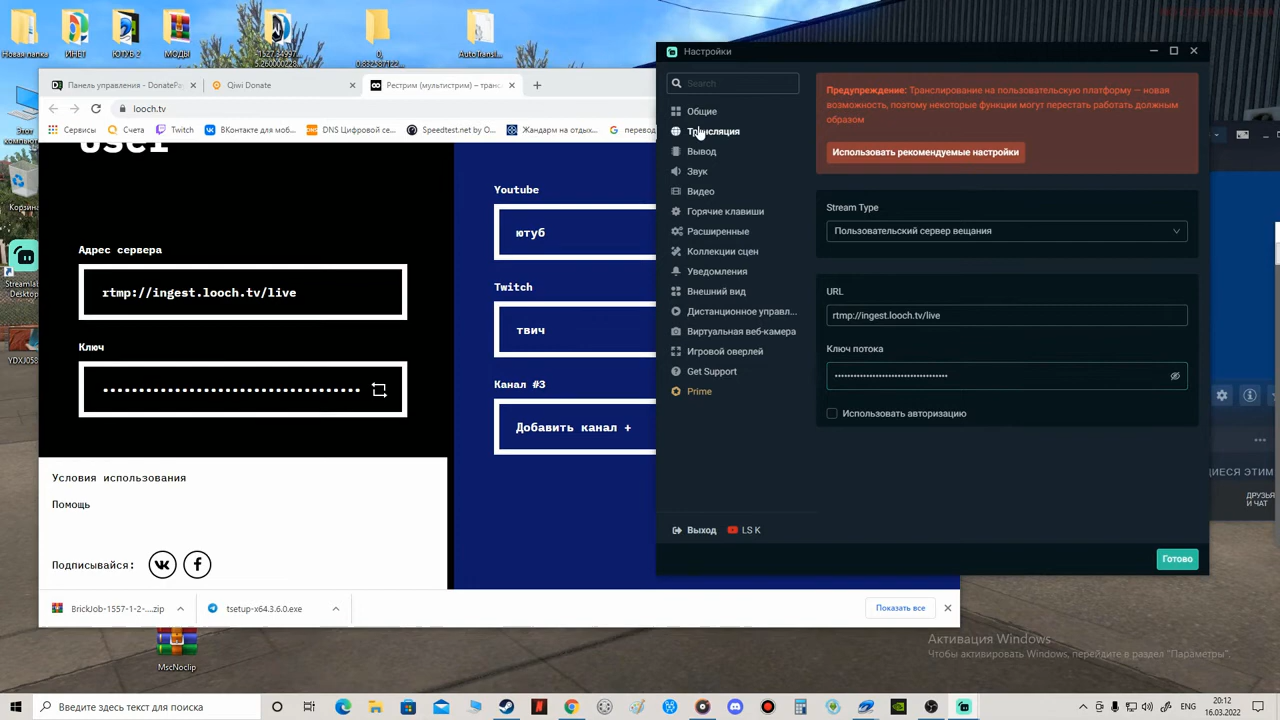 Новая папка
ИНЕТ
ЮТУБ 2
МОДЫ
Этот
компьют
Корзина
Streamlabs
Desktop
MscNoclip
Панель управления - DonatePa
Qiwi Donate
Рестрим (мультистрим) – тран
looch.tv
Сервисы
Счета
Twitch
ВКонтакте для моб...
DNS Цифровой се...
Speedtest.net by O...
Жандарм на отдых...
перевод
user
Адрес сервера
rtmp://ingest.looch.tv/live
Ключ
Условия использования
Помощь
Подписывайся:
Youtube
ютуб
Twitch
твич
Канал #3
Добавить канал +
BrickJob-1557-1-2-....zip
tsetup-x64.3.6.0.exe
Показать все
Настройки
Search
Общие
Трансляция
Вывод
Звук
Видео
Горячие клавиши
Расширенные
Коллекции сцен
Уведомления
Внешний вид
Дистанционное управл...
Виртуальная веб-камера
Игровой оверлей
Get Support
Prime
Выход
LS K
Предупреждение: Транслирование на пользовательскую платформу — новая
возможность, поэтому некоторые функции могут перестать работать должным
образом
Использовать рекомендуемые настройки
Stream Type
Пользовательский сервер вещания
URL
rtmp://ingest.looch.tv/live
Ключ потока
Использовать авторизацию
Готово
ЩИЕСЯ ЭТИМ
ДРУЗЬЯ
И ЧАТ
Активация Windows
Чтобы активировать Windows, перейдите в раздел "Параметры".
Введите здесь текст для поиска
ENG
20:12
16.03.2022